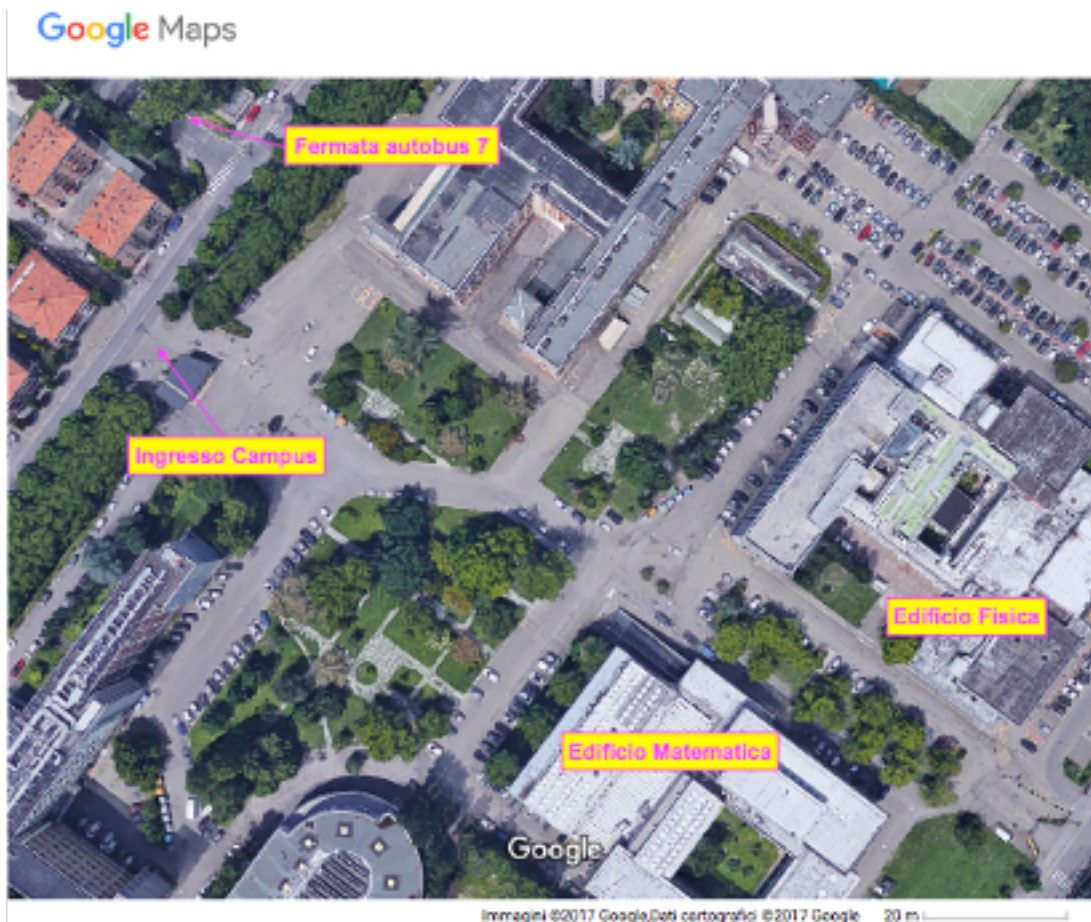 Google Maps
Fermata autobus 7
Ingresso Campus
Edificio Fisica
Edificio Matematica
Google
Immagini ©2017 Google,Dati cartografici ©2017 Google 20 m